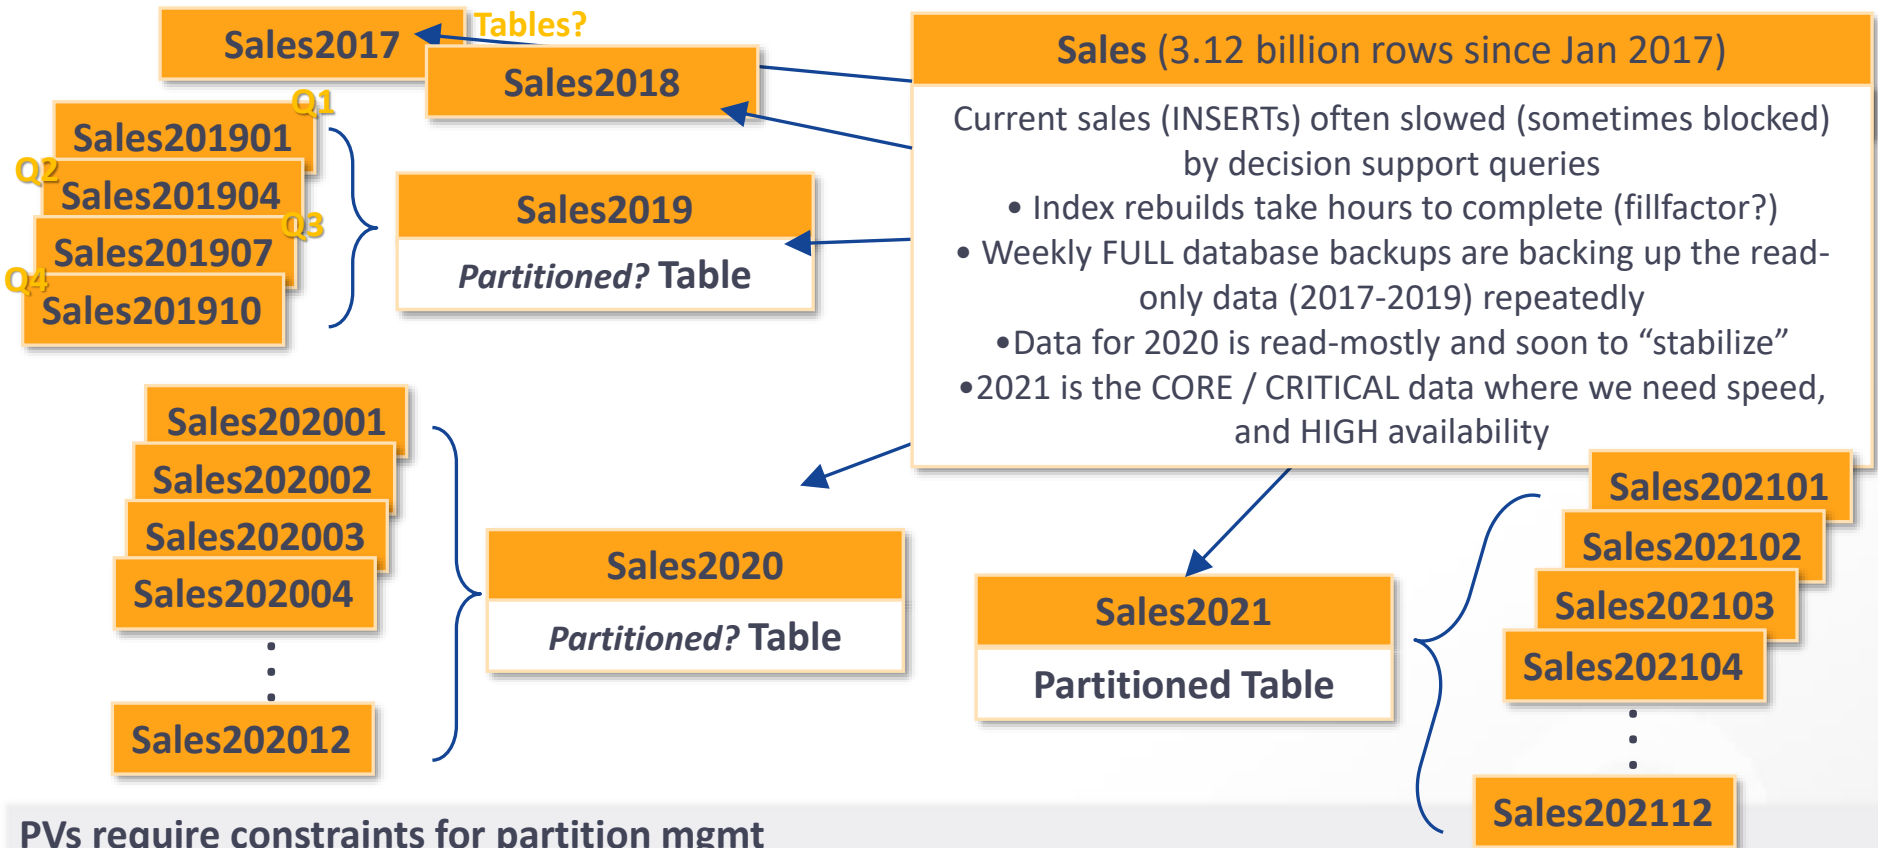 Tables?
Sales2017
Sales2018
Sales (3.12 billion rows since Jan 2017)
Current sales (INSERTs) often slowed (sometimes blocked)
by decision support queries
• Index rebuilds take hours to complete (fillfactor?)
• Weekly FULL database backups are backing up the read-
only data (2017-2019) repeatedly
•Data for 2020 is read-mostly and soon to “stabilize”
•2021 is the CORE / CRITICAL data where we need speed,
and HIGH availability
Q1
Sales201901
Q2
Sales201904
Q3
Sales201907
Q4
Sales201910
Sales2019
Partitioned? Table
Sales202001
Sales202002
Sales202003
Sales202004
Sales202012
Sales2020
Partitioned? Table
Sales2021
Partitioned Table
Sales202101
Sales202102
Sales202103
Sales202104
Sales202112
PVs require constraints for partition mgmt